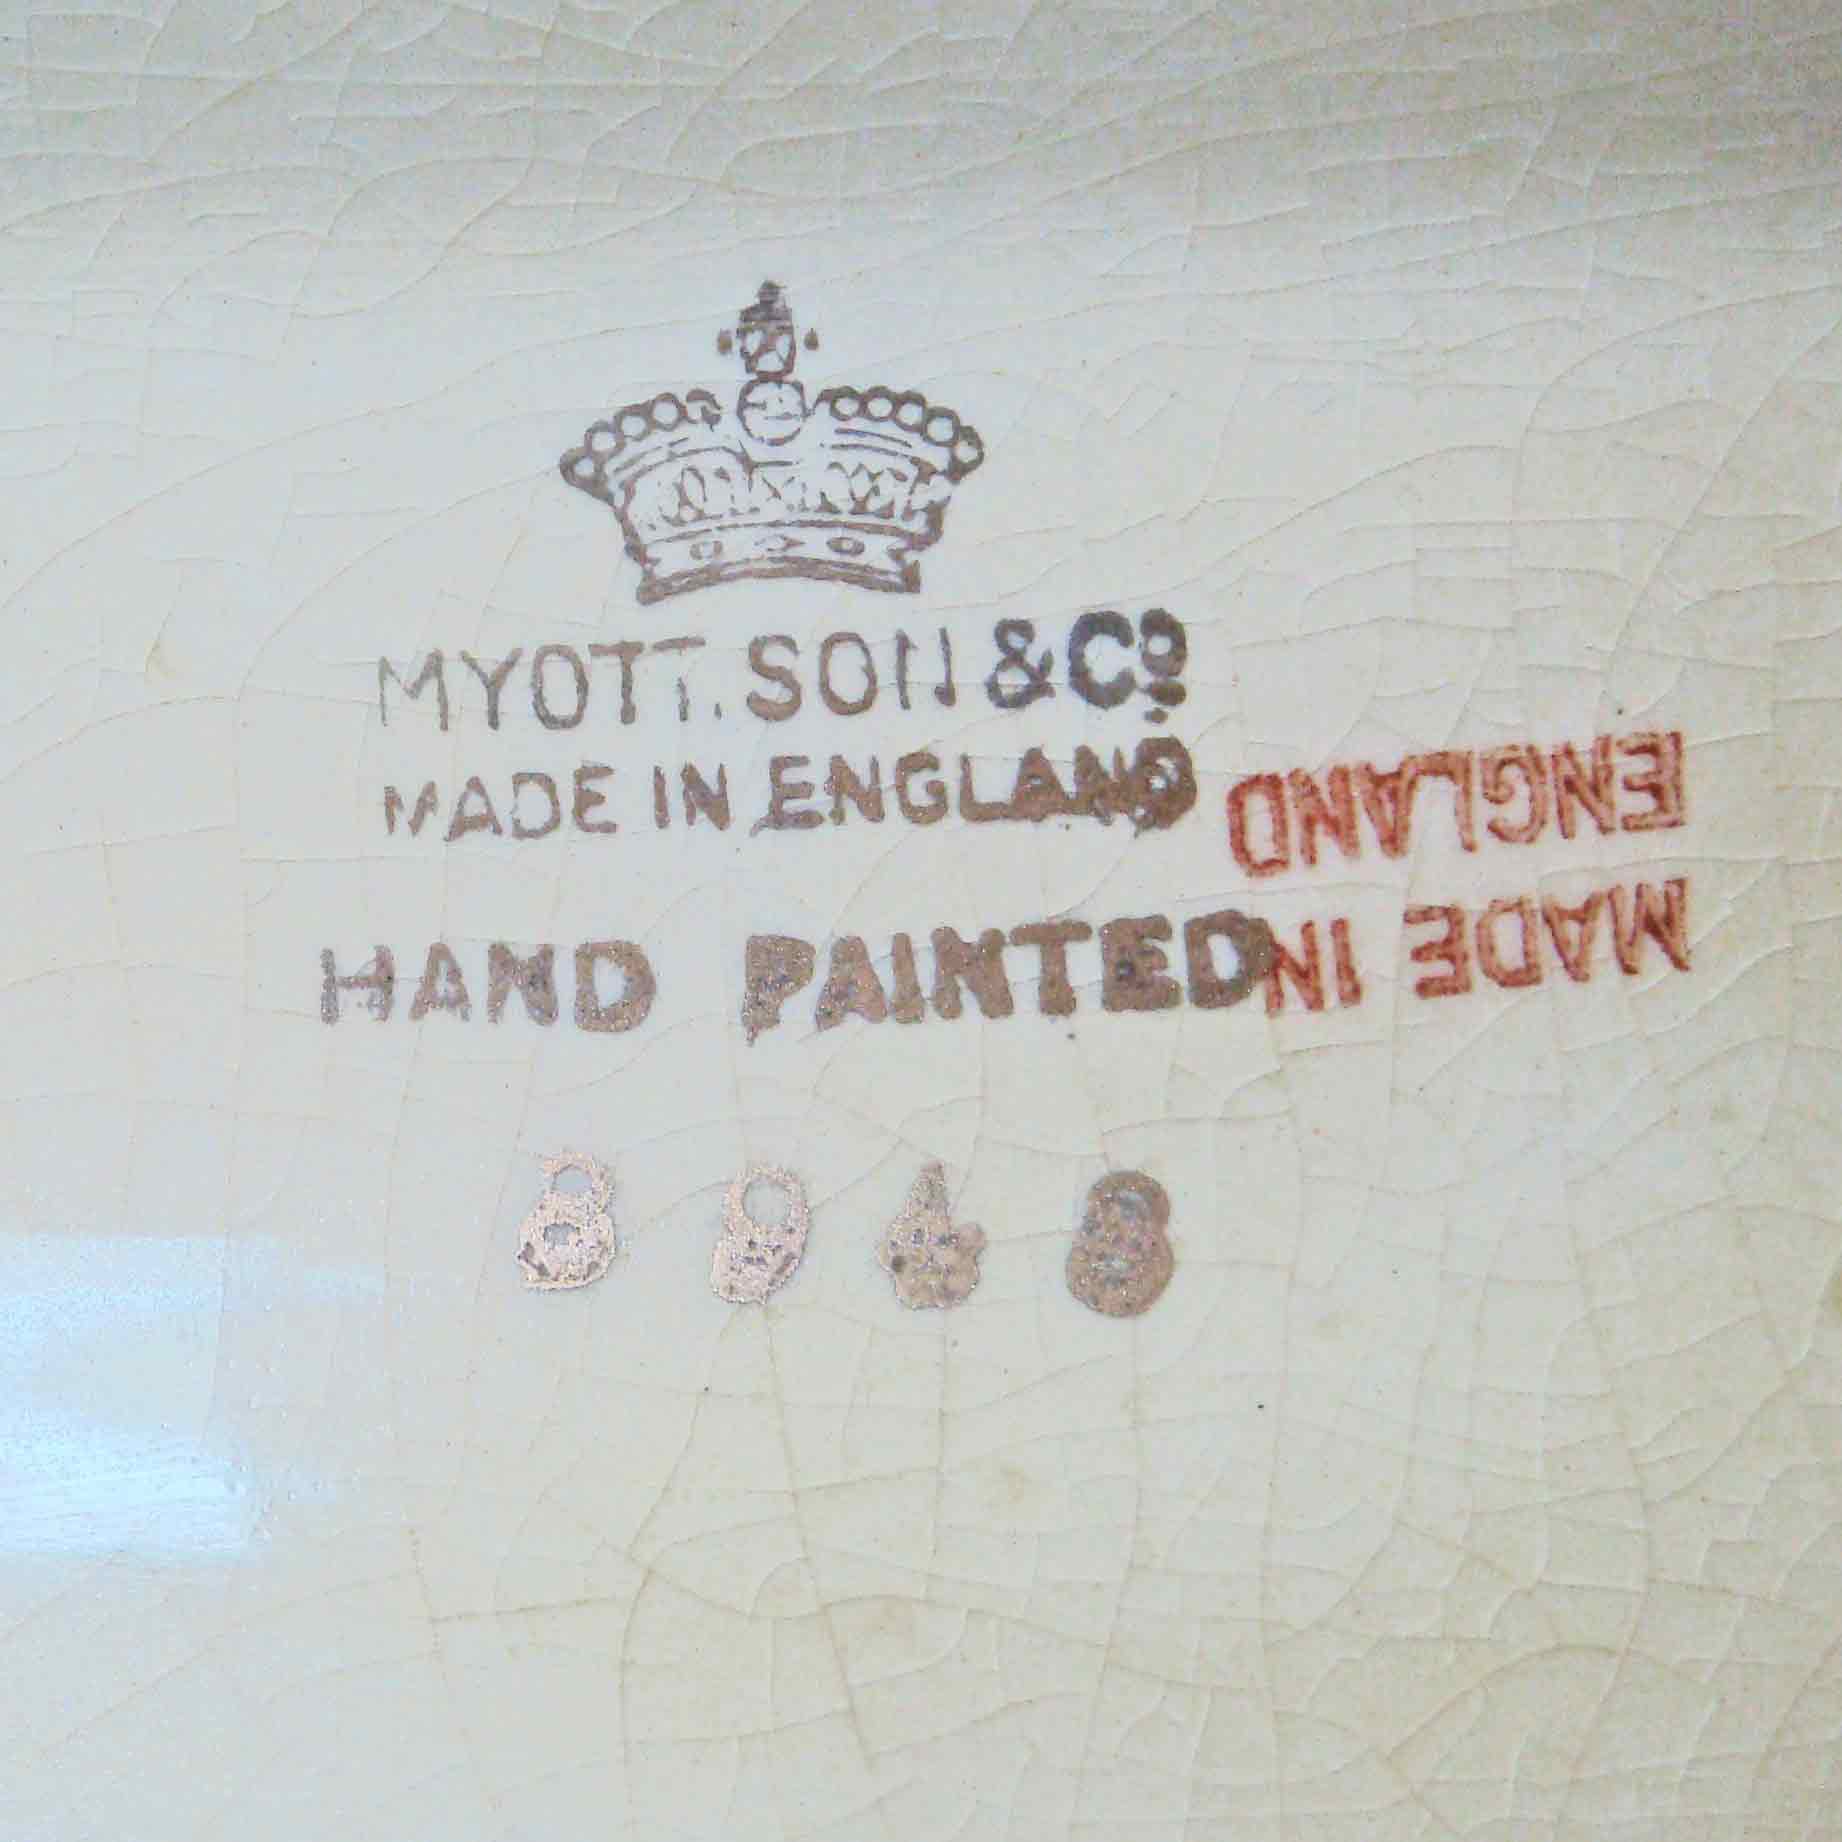 MYOTT. SON & Cº
MADE IN ENGLAND
HAND PAINTED
8948
MADE IN
ENGLAND